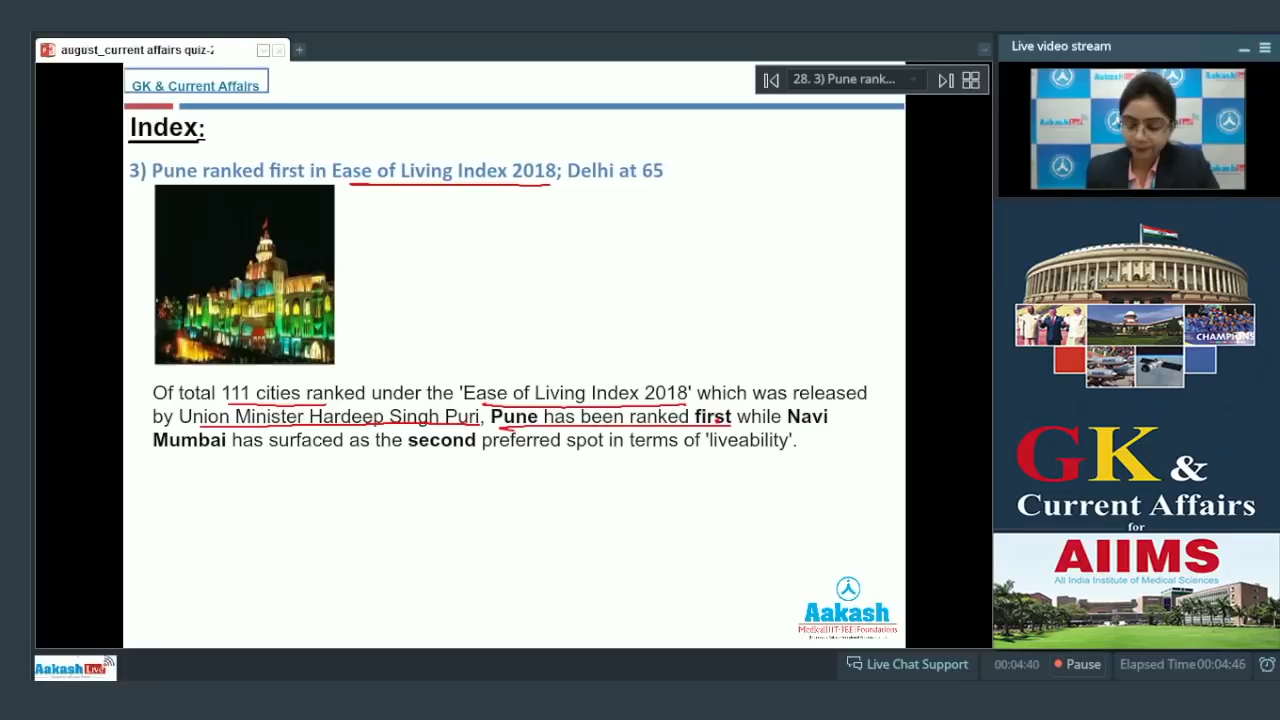 august_current affairs quiz-2
GK & Current Affairs
28. 3) Pune rank...
Live video stream
Index:
3) Pune ranked first in Ease of Living Index 2018; Delhi at 65
Of total 111 cities ranked under the 'Ease of Living Index 2018' which was released
by Union Minister Hardeep Singh Puri, Pune has been ranked first while Navi
Mumbai has surfaced as the second preferred spot in terms of 'liveability'.
Aakash
Medical|IIT-JEE|Foundations
CHAMPIONS
GK &
Current Affairs
for
AIIMS
All India Institute of Medical Sciences
Aakash Live
Live Chat Support
00:04:40
Pause
Elapsed Time 00:04:46